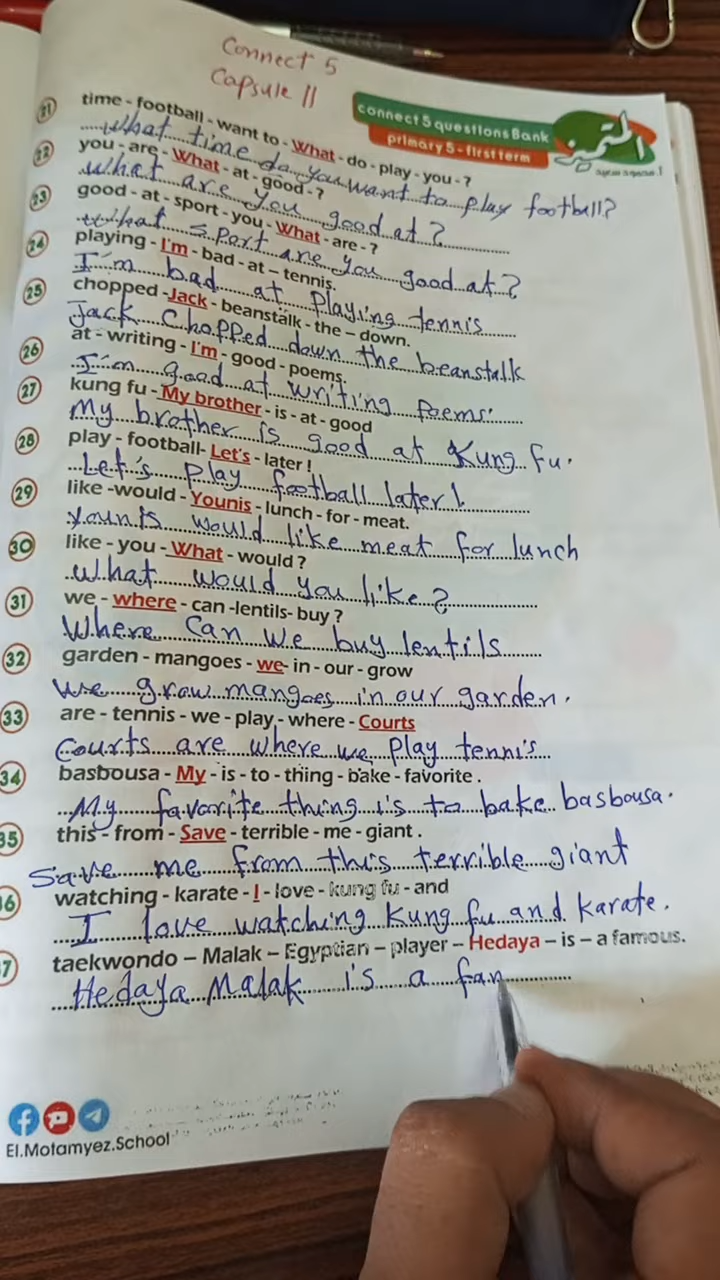 Connect 5
Capsule 11
connect 5 questions Bank
primary 5 - first term
المتميز
21 time - football - want to - What - do - play - you - ?
What time do you want to play football?
22 you - are - What - at - good - ?
What are you good at?
23 good - at - sport - you - What - are - ?
What sport are you good at?
24 playing - I'm - bad - at – tennis.
I'm bad at playing tennis
25 chopped - Jack - beanstalk - the – down.
Jack chopped down the beanstalk
26 at - writing - I'm - good - poems.
I'm good at writing poems.
27 kung fu - My brother - is - at - good
My brother is good at Kung fu.
28 play - football- Let's - later !
Let's play football later!
29 like -would - Younis - lunch - for - meat.
Younis would like meat for lunch
30 like - you - What - would ?
What would you like?
31 we - where - can -lentils- buy ?
Where can we buy lentils
32 garden - mangoes - we- in - our - grow
We grow mangoes in our garden.
33 are - tennis - we - play - where - Courts
Courts are where we play tennis
34 basbousa - My - is - to - thing - bake - favorite .
My favorite thing is to bake basbousa.
35 this - from - Save - terrible - me - giant .
Save me from this terrible giant
36 watching - karate - I - love - kung fu - and
I love watching Kung fu and karate.
37 taekwondo – Malak – Egyptian – player – Hedaya – is – a famous.
Hedaya Malak is a fam
El.Motamyez.School